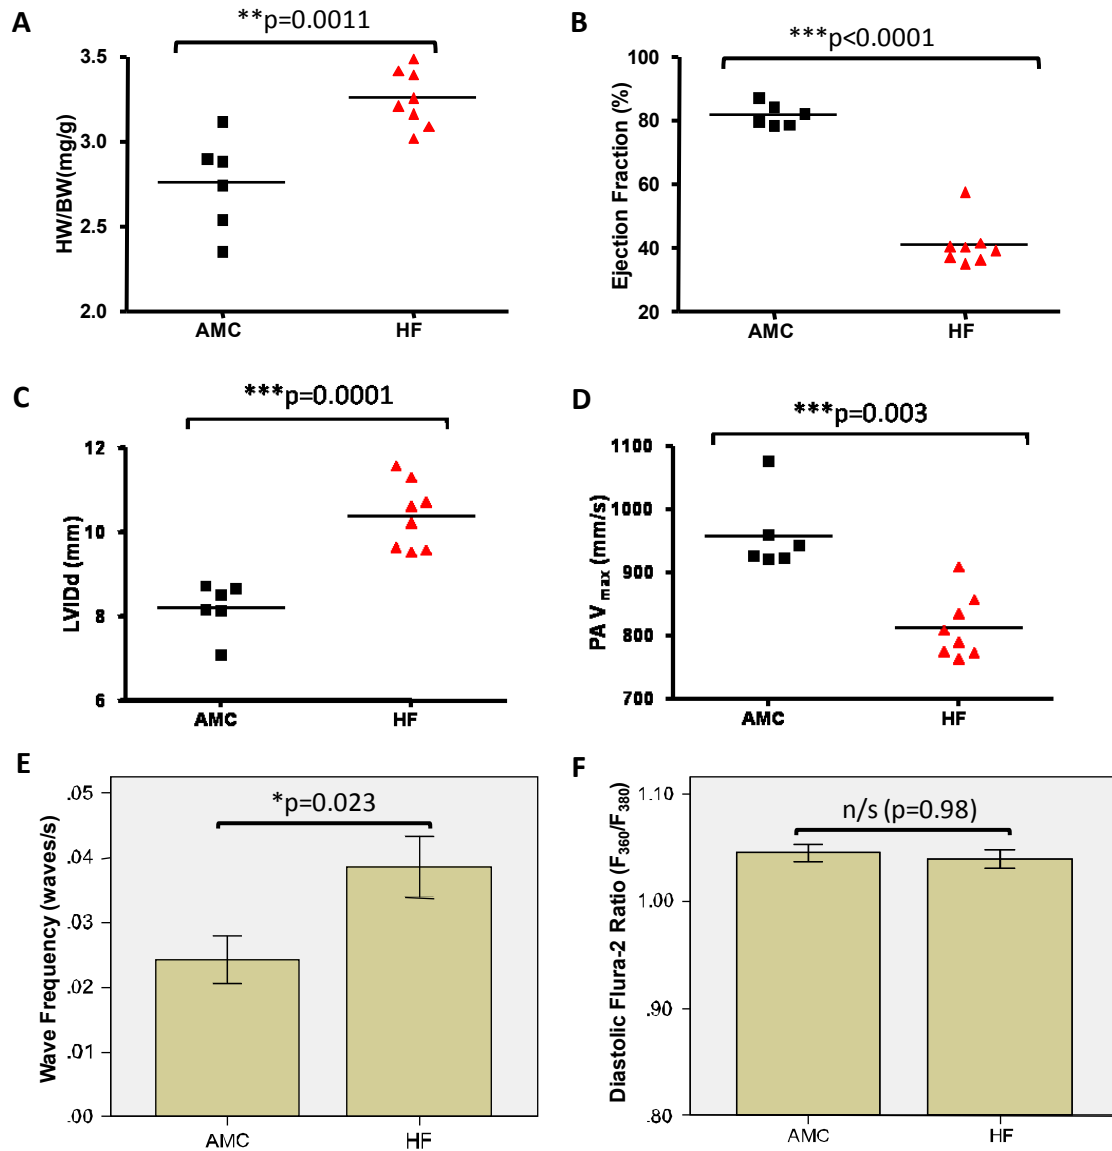 A
**p=0.0011
3.5
3.0
2.5
2.0
HW/BW(mg/g)
AMC
HF
B
***p<0.0001
100
80
60
40
20
Ejection Fraction (%)
AMC
HF
C
***p=0.0001
12
10
8
6
LVIDd (mm)
AMC
HF
D
***p=0.003
1100
1000
900
800
700
PA V max (mm/s)
AMC
HF
E
*p=0.023
.05
.04
.03
.02
.01
.00
Wave Frequency (waves/s)
AMC
HF
F
n/s (p=0.98)
1.10
1.00
.90
.80
Diastolic Flura-2 Ratio (F360/F380)
AMC
HF